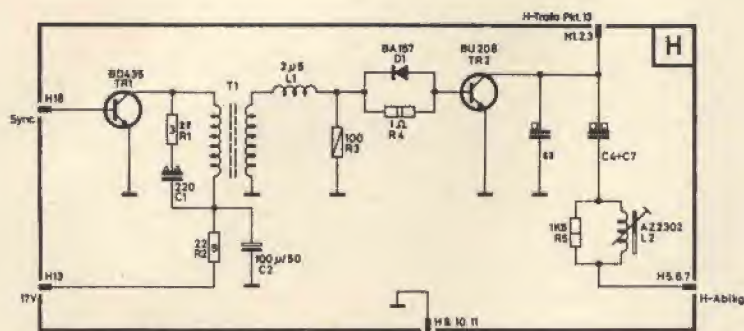 H-Trafo Pkt.13
H1.2.3
H
BD435
TR1
2µ5
L1
BA157
D1
BU208
TR2
T1
H18
Sync.
R1
1Ω
R4
100
R3
220
C1
C4+C7
22
R2
100µ/50
C2
1K5
R5
AZ2302
L2
H13
17V
H5.6.7
H-Ablkg
H8.10.11